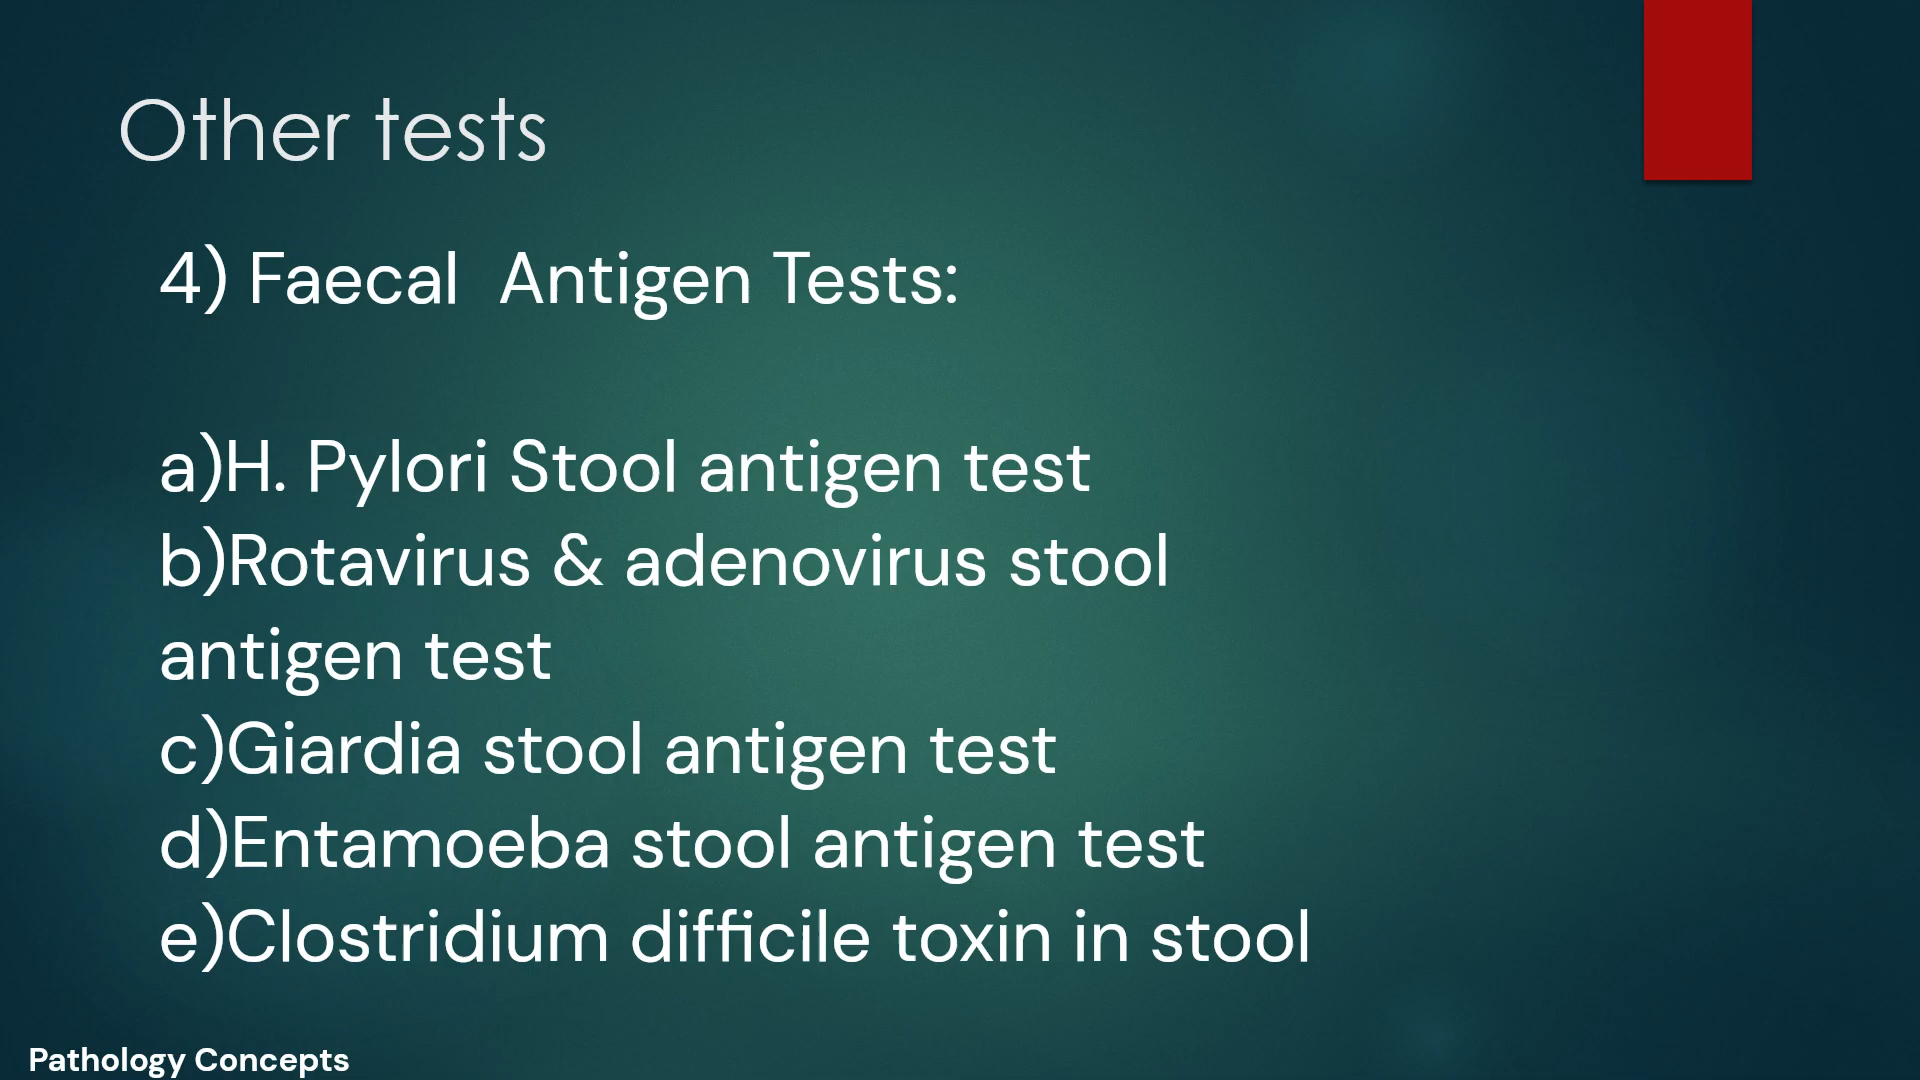 Other tests
4) Faecal  Antigen Tests:
a)H. Pylori Stool antigen test
b)Rotavirus & adenovirus stool
antigen test
c)Giardia stool antigen test
d)Entamoeba stool antigen test
e)Clostridium difficile toxin in stool
Pathology Concepts